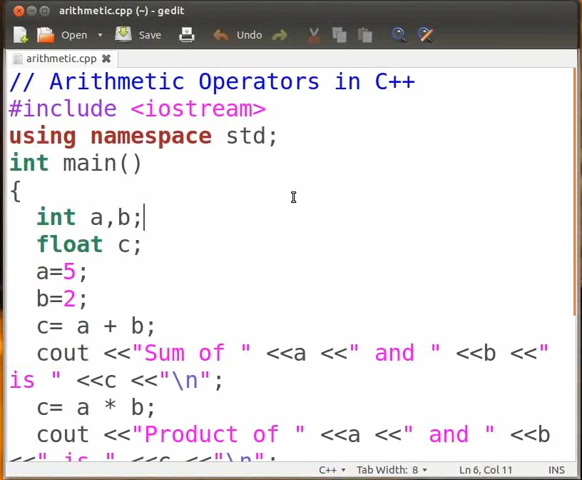 arithmetic.cpp (~) - gedit
Open Save Undo
arithmetic.cpp
// Arithmetic Operators in C++
#include <iostream>
using namespace std;
int main()
{
int a,b;
float c;
a=5;
b=2;
c= a + b;
cout <<"Sum of " <<a <<" and " <<b <<"
is " <<c <<"\n";
c= a * b;
cout <<"Product of " <<a <<" and " <<b
<<" is " <<c <<"\n";
C++ Tab Width: 8 Ln 6, Col 11 INS